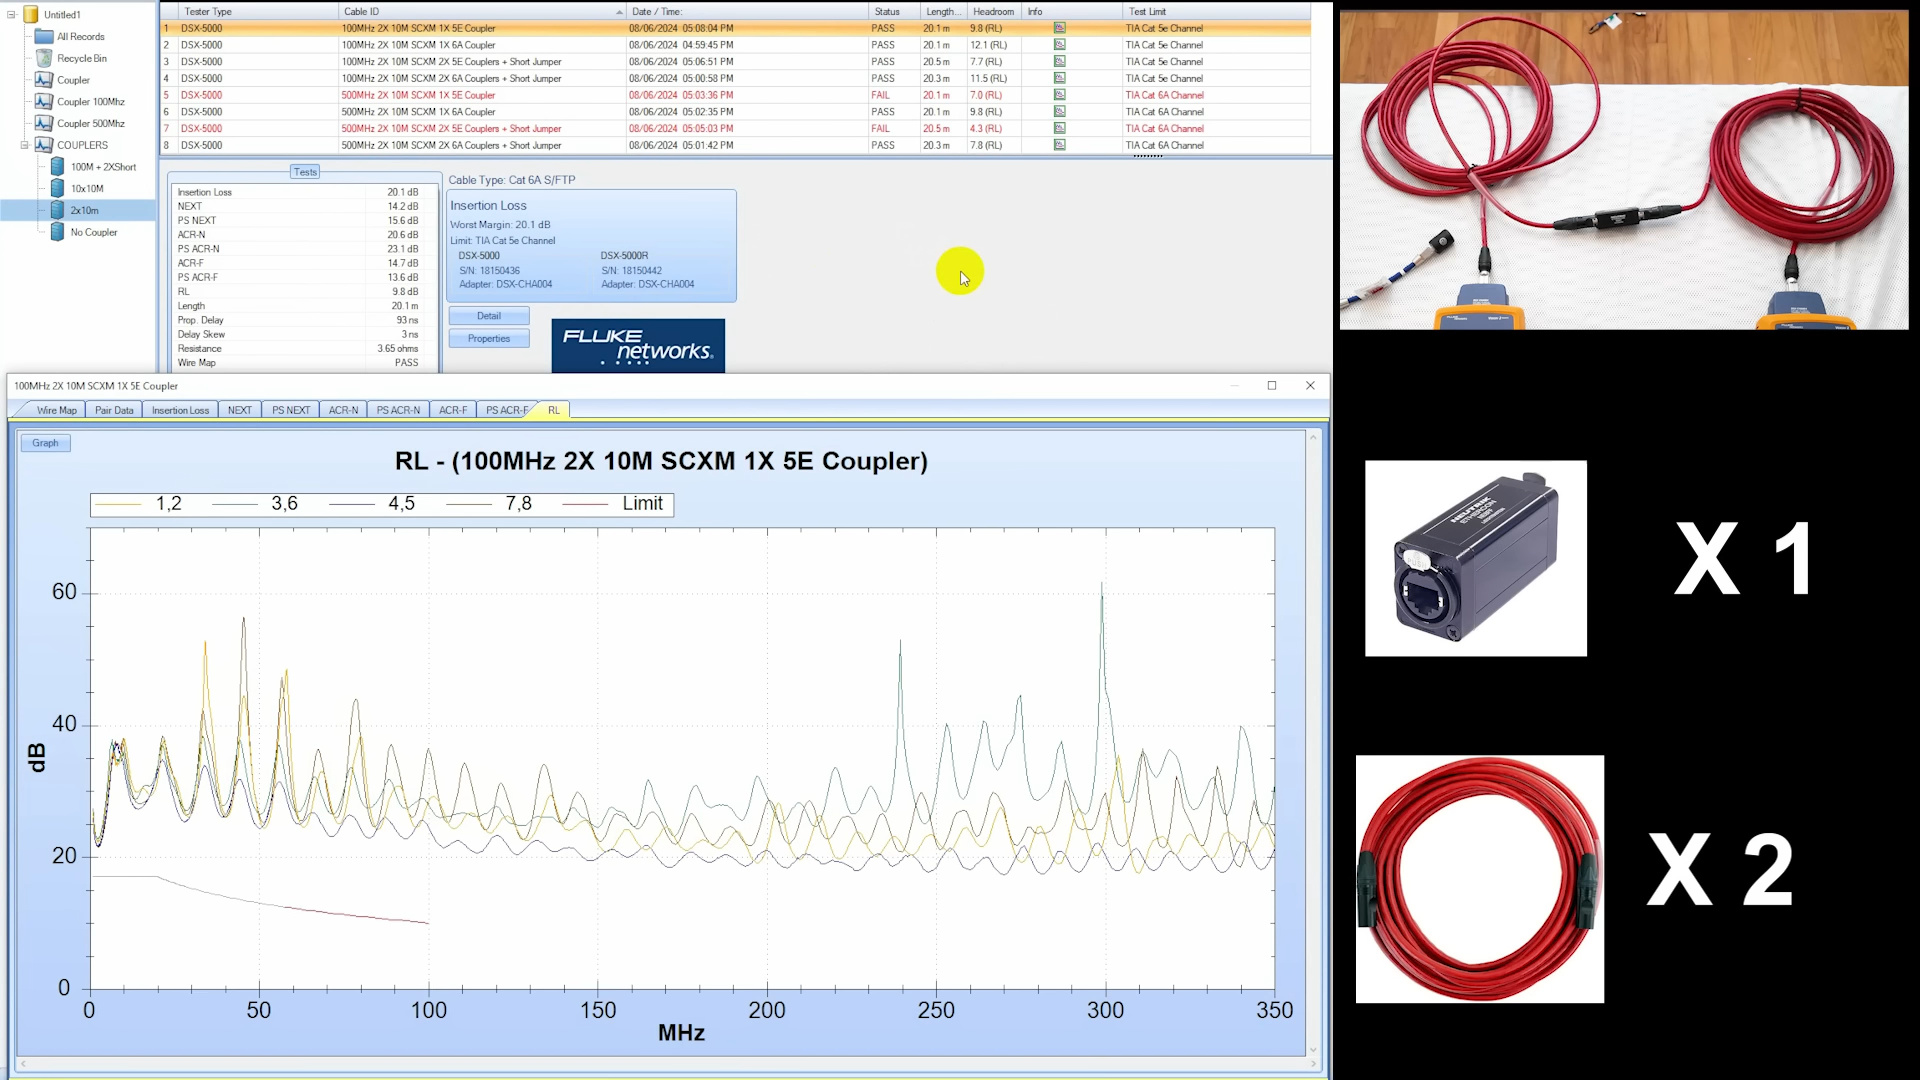 Untitled1
All Records
Recycle Bin
Coupler
Coupler 100Mhz
Coupler 500Mhz
COUPLERS
100M + 2XShort
10x10M
2x10m
No Coupler
Tester Type Cable ID Date / Time: Status Length... Headroom Info Test Limit
1 DSX-5000 100MHz 2X 10M SCXM 1X 5E Coupler 08/06/2024 05:08:04 PM PASS 20.1 m 9.8 (RL) TIA Cat 5e Channel
2 DSX-5000 100MHz 2X 10M SCXM 1X 6A Coupler 08/06/2024 04:59:45 PM PASS 20.1 m 12.1 (RL) TIA Cat 5e Channel
3 DSX-5000 100MHz 2X 10M SCXM 2X 5E Couplers + Short Jumper 08/06/2024 05:06:51 PM PASS 20.5 m 7.7 (RL) TIA Cat 5e Channel
4 DSX-5000 100MHz 2X 10M SCXM 2X 6A Couplers + Short Jumper 08/06/2024 05:00:58 PM PASS 20.3 m 11.5 (RL) TIA Cat 5e Channel
5 DSX-5000 500MHz 2X 10M SCXM 1X 5E Coupler 08/06/2024 05:03:36 PM FAIL 20.1 m 7.0 (RL) TIA Cat 6A Channel
6 DSX-5000 500MHz 2X 10M SCXM 1X 6A Coupler 08/06/2024 05:02:35 PM PASS 20.1 m 9.8 (RL) TIA Cat 6A Channel
7 DSX-5000 500MHz 2X 10M SCXM 2X 5E Couplers + Short Jumper 08/06/2024 05:05:03 PM FAIL 20.5 m 4.3 (RL) TIA Cat 6A Channel
8 DSX-5000 500MHz 2X 10M SCXM 2X 6A Couplers + Short Jumper 08/06/2024 05:01:42 PM PASS 20.3 m 7.8 (RL) TIA Cat 6A Channel
Tests
Insertion Loss 20.1 dB
NEXT 14.2 dB
PS NEXT 15.6 dB
ACR-N 20.6 dB
PS ACR-N 23.1 dB
ACR-F 14.7 dB
PS ACR-F 13.6 dB
RL 9.8 dB
Length 20.1 m
Prop. Delay 93 ns
Delay Skew 3 ns
Resistance 3.65 ohms
Wire Map PASS
Cable Type: Cat 6A S/FTP
Insertion Loss
Worst Margin: 20.1 dB
Limit: TIA Cat 5e Channel
DSX-5000 DSX-5000R
S/N: 18150436 S/N: 18150442
Adapter: DSX-CHA004 Adapter: DSX-CHA004
Detail
Properties
FLUKE
networks.
100MHz 2X 10M SCXM 1X 5E Coupler
Wire Map Pair Data Insertion Loss NEXT PS NEXT ACR-N PS ACR-N ACR-F PS ACR-F RL
Graph
RL - (100MHz 2X 10M SCXM 1X 5E Coupler)
1,2 3,6 4,5 7,8 Limit
60
40
20
0
dB
0 50 100 150 200 250 300 350
MHz
NEUTRIK
ETHERCON
X 1
X 2